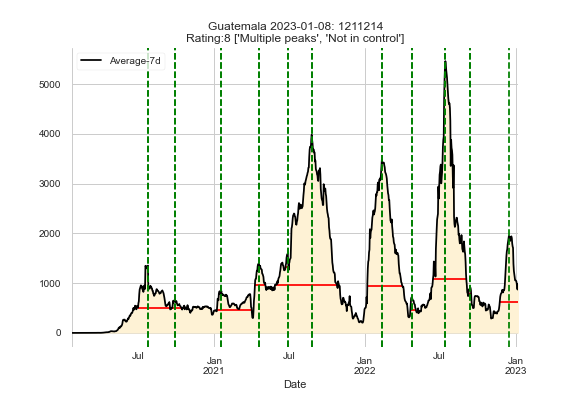 Guatemala 2023-01-08: 1211214
Rating:8 ['Multiple peaks', 'Not in control']
Average-7d
5000
4000
3000
2000
1000
0
Jul
Jan
2021
Jul
Jan
2022
Jul
Jan
2023
Date